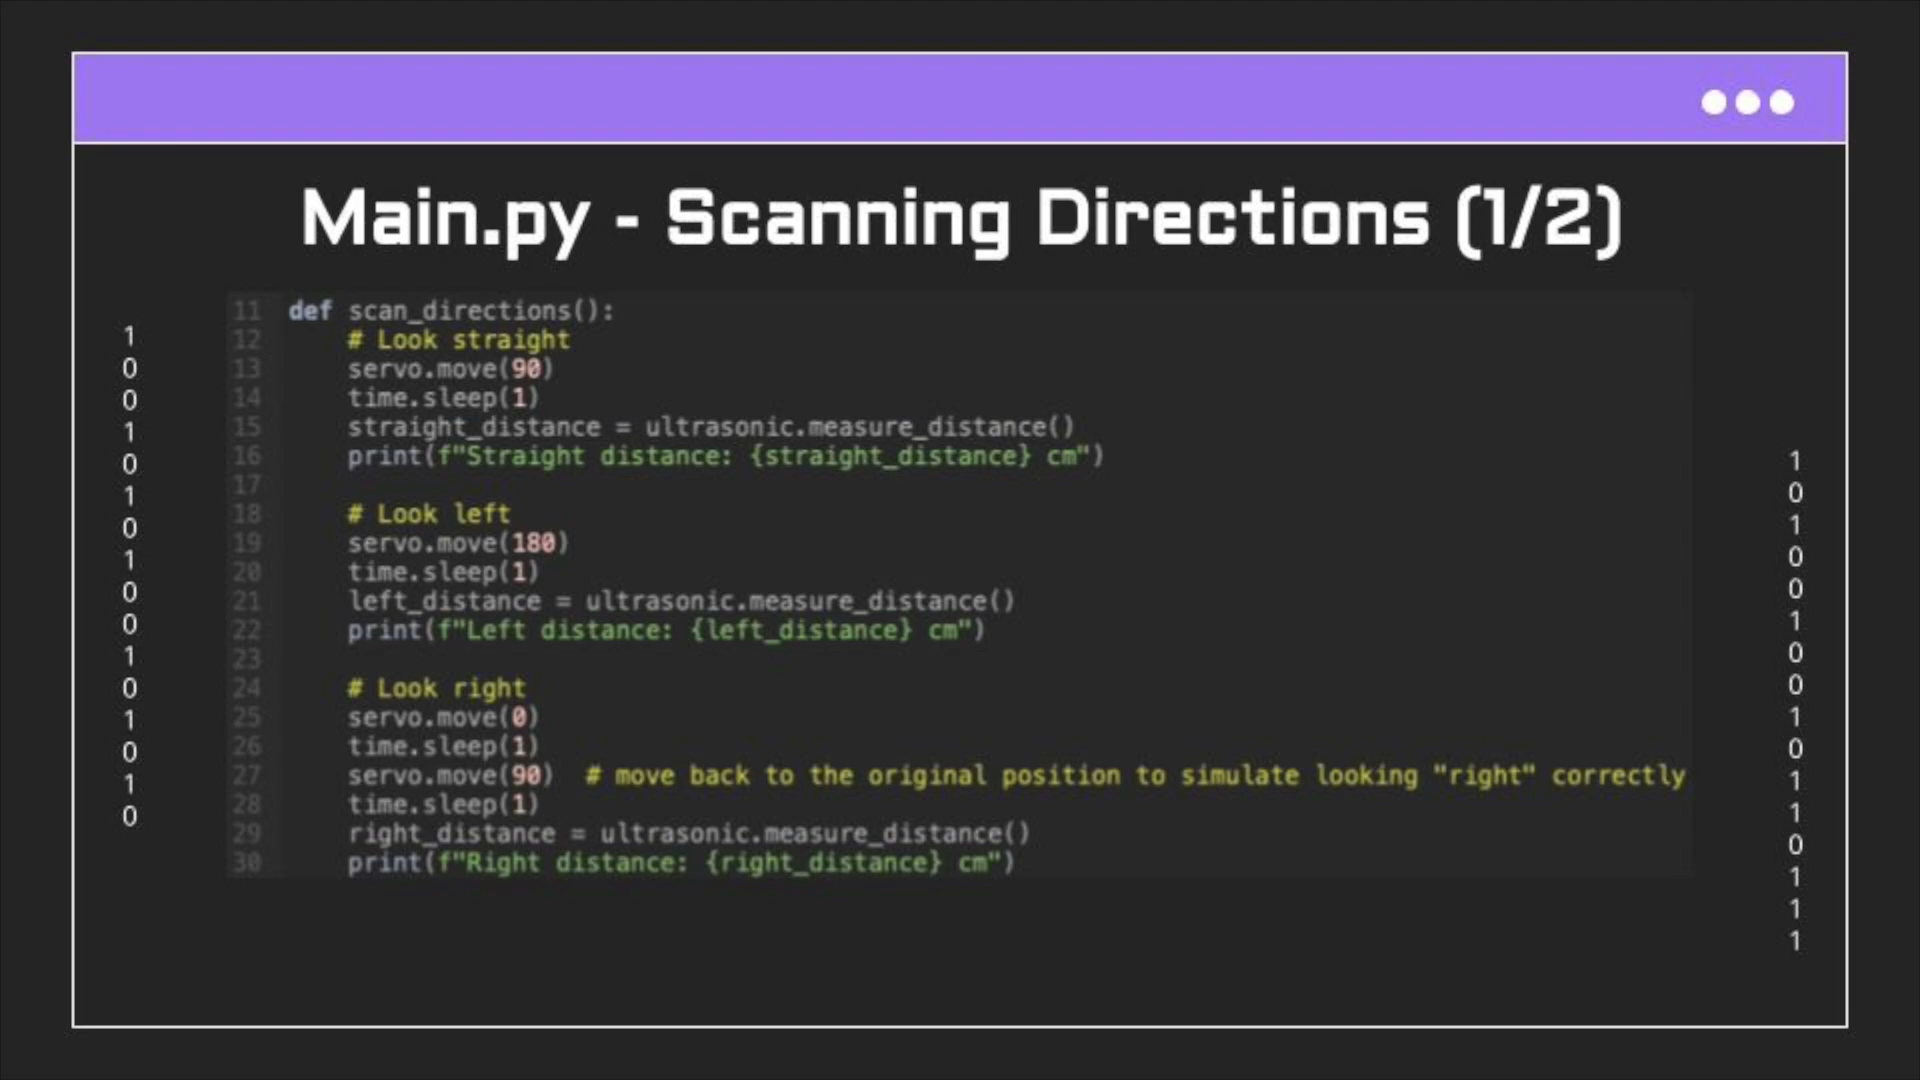 Main.py - Scanning Directions (1/2)
1
0
0
1
0
1
0
1
0
0
1
0
1
0
1
0
11 def scan_directions():
12     # Look straight
13     servo.move(90)
14     time.sleep(1)
15     straight_distance = ultrasonic.measure_distance()
16     print(f"Straight distance: {straight_distance} cm")
17
18     # Look left
19     servo.move(180)
20     time.sleep(1)
21     left_distance = ultrasonic.measure_distance()
22     print(f"Left distance: {left_distance} cm")
23
24     # Look right
25     servo.move(0)
26     time.sleep(1)
27     servo.move(90)  # move back to the original position to simulate looking "right" correctly
28     time.sleep(1)
29     right_distance = ultrasonic.measure_distance()
30     print(f"Right distance: {right_distance} cm")
1
0
1
0
0
1
0
0
1
0
1
1
0
1
1
1